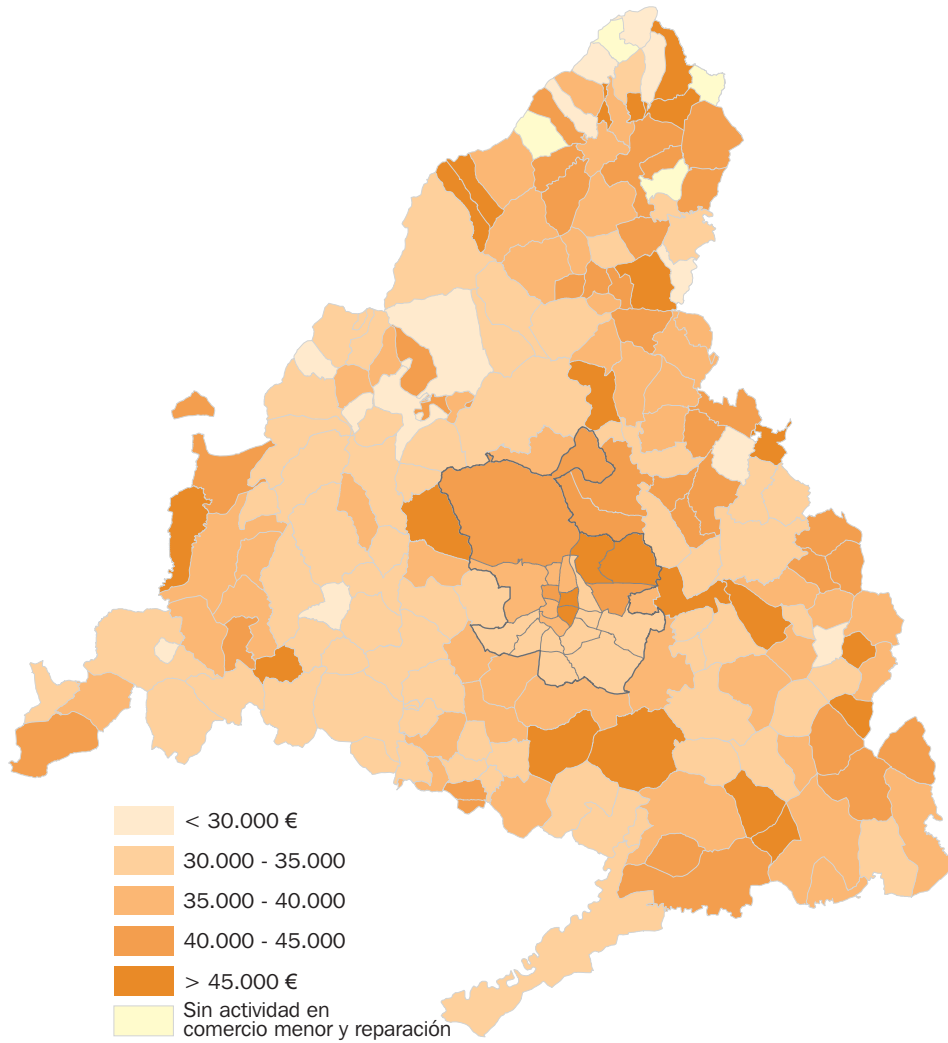 < 30.000 €
30.000 - 35.000
35.000 - 40.000
40.000 - 45.000
> 45.000 €
Sin actividad en
comercio menor y reparación